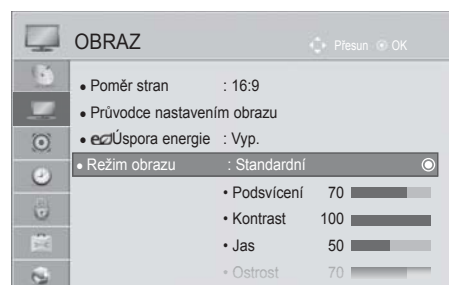 OBRAZ Přesun OK
• Poměr stran : 16:9
• Průvodce nastavením obrazu
• eco Úspora energie : Vyp.
• Režim obrazu : Standardní
• Podsvícení 70
• Kontrast 100
• Jas 50
• Ostrost 70